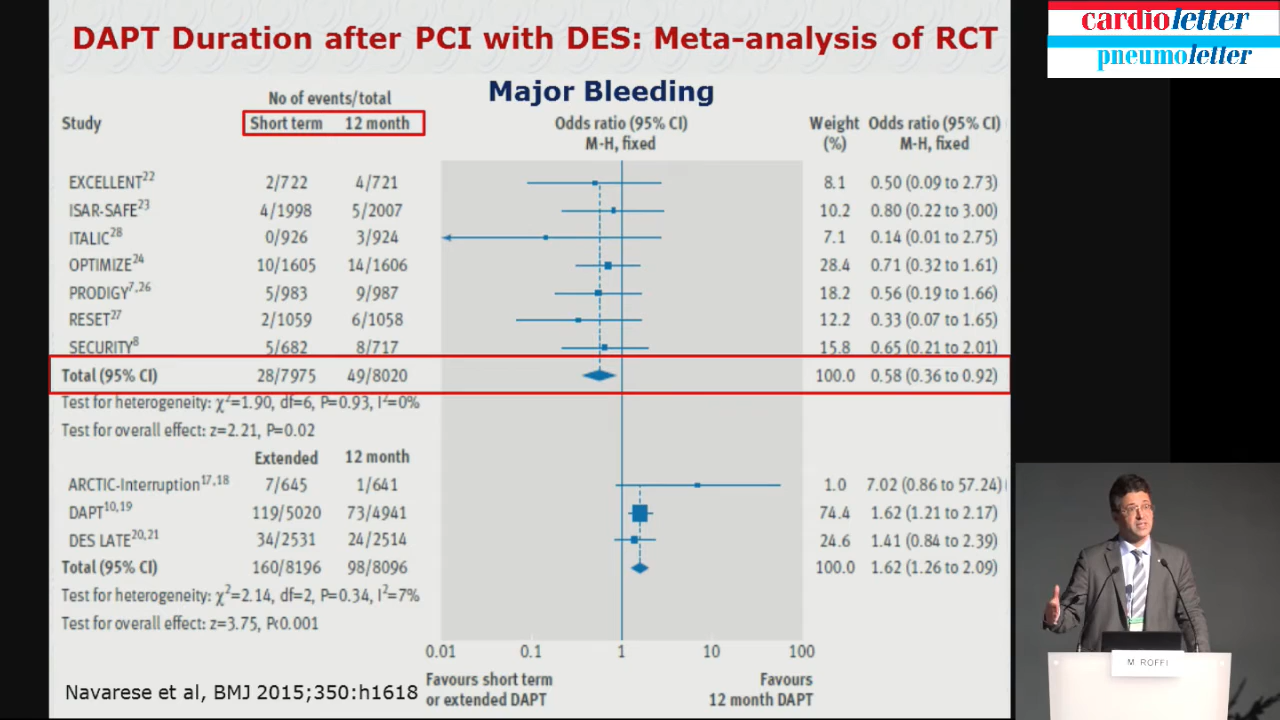 DAPT Duration after PCI with DES: Meta-analysis of RCT
cardioletter
pneumoletter
Major Bleeding
No of events/total
Study Short term 12 month Odds ratio (95% CI) Weight Odds ratio (95% CI)
M-H, fixed (%) M-H, fixed
EXCELLENT22 2/722 4/721 8.1 0.50 (0.09 to 2.73)
ISAR-SAFE23 4/1998 5/2007 10.2 0.80 (0.22 to 3.00)
ITALIC28 0/926 3/924 7.1 0.14 (0.01 to 2.75)
OPTIMIZE24 10/1605 14/1606 28.4 0.71 (0.32 to 1.61)
PRODIGY7,26 5/983 9/987 18.2 0.56 (0.19 to 1.66)
RESET27 2/1059 6/1058 12.2 0.33 (0.07 to 1.65)
SECURITY8 5/682 8/717 15.8 0.65 (0.21 to 2.01)
Total (95% CI) 28/7975 49/8020 100.0 0.58 (0.36 to 0.92)
Test for heterogeneity: χ²=1.90, df=6, P=0.93, I²=0%
Test for overall effect: z=2.21, P=0.02
Extended 12 month
ARCTIC-Interruption17,18 7/645 1/641 1.0 7.02 (0.86 to 57.24)
DAPT10,19 119/5020 73/4941 74.4 1.62 (1.21 to 2.17)
DES LATE20,21 34/2531 24/2514 24.6 1.41 (0.84 to 2.39)
Total (95% CI) 160/8196 98/8096 100.0 1.62 (1.26 to 2.09)
Test for heterogeneity: χ²=2.14, df=2, P=0.34, I²=7%
Test for overall effect: z=3.75, P<0.001
0.01 0.1 1 10 100
Favours short term Favours
or extended DAPT 12 month DAPT
Navarese et al, BMJ 2015;350:h1618
M ROFFI